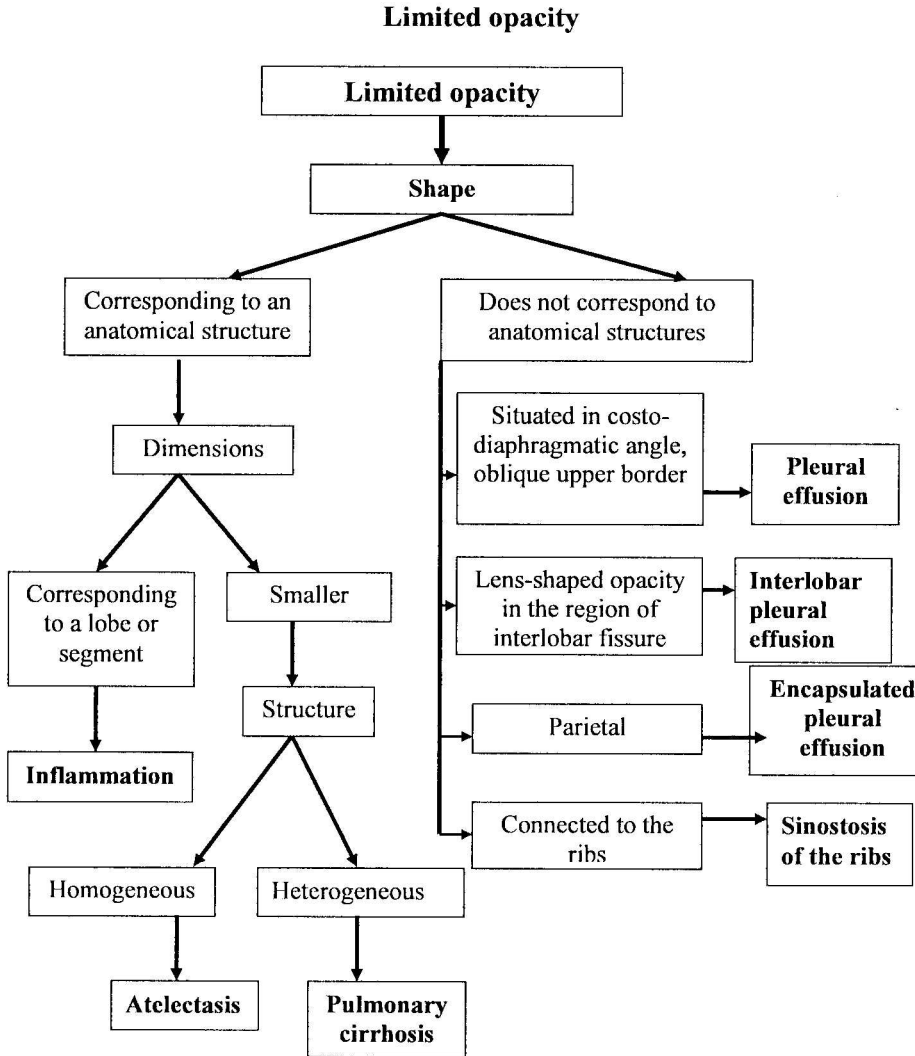 Limited opacity
Limited opacity
Shape
Corresponding to an
anatomical structure
Does not correspond to
anatomical structures
Dimensions
Situated in costo-
diaphragmatic angle,
oblique upper border
Pleural
effusion
Corresponding
to a lobe or
segment
Smaller
Lens-shaped opacity
in the region of
interlobar fissure
Interlobar
pleural
effusion
Structure
Parietal
Encapsulated
pleural
effusion
Inflammation
Connected to the
ribs
Sinostosis
of the ribs
Homogeneous
Heterogeneous
Atclectasis
Pulmonary
cirrhosis